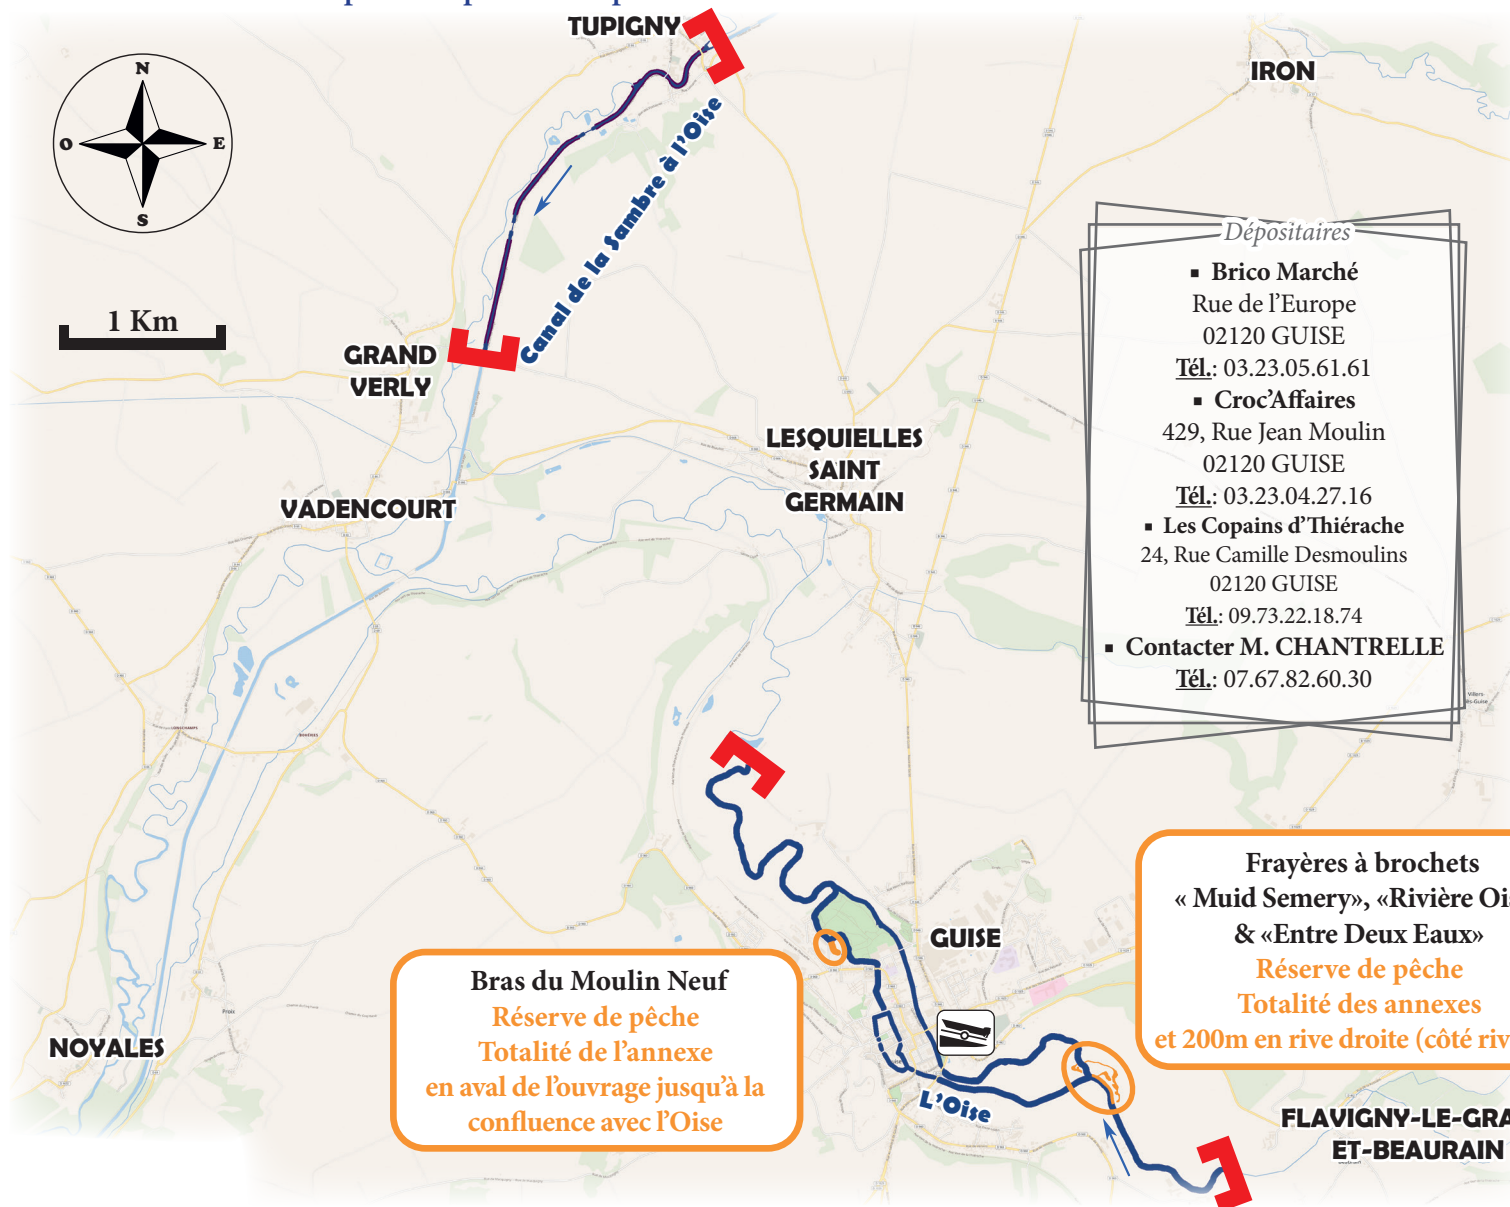 TUPIGNY
IRON
N
O
E
S
Canal de la Sambre à l'Oise
1 Km
GRAND
VERLY
Dépositaires
▪ Brico Marché
Rue de l'Europe
02120 GUISE
Tél.: 03.23.05.61.61
▪ Croc'Affaires
429, Rue Jean Moulin
02120 GUISE
Tél.: 03.23.04.27.16
▪ Les Copains d'Thiérache
24, Rue Camille Desmoulins
02120 GUISE
Tél.: 09.73.22.18.74
▪ Contacter M. CHANTRELLE
Tél.: 07.67.82.60.30
LESQUIELLES
SAINT
GERMAIN
VADENCOURT
Villers-
lès-Guise
LONGCHAMPS
Frayères à brochets
« Muid Semery», «Rivière Oi
& «Entre Deux Eaux»
Réserve de pêche
Totalité des annexes
et 200m en rive droite (côté riv
GUISE
Bras du Moulin Neuf
Réserve de pêche
Totalité de l'annexe
en aval de l'ouvrage jusqu'à la
confluence avec l'Oise
Proix
NOYALES
L'Oise
FLAVIGNY-LE-GRA
ET-BEAURAIN